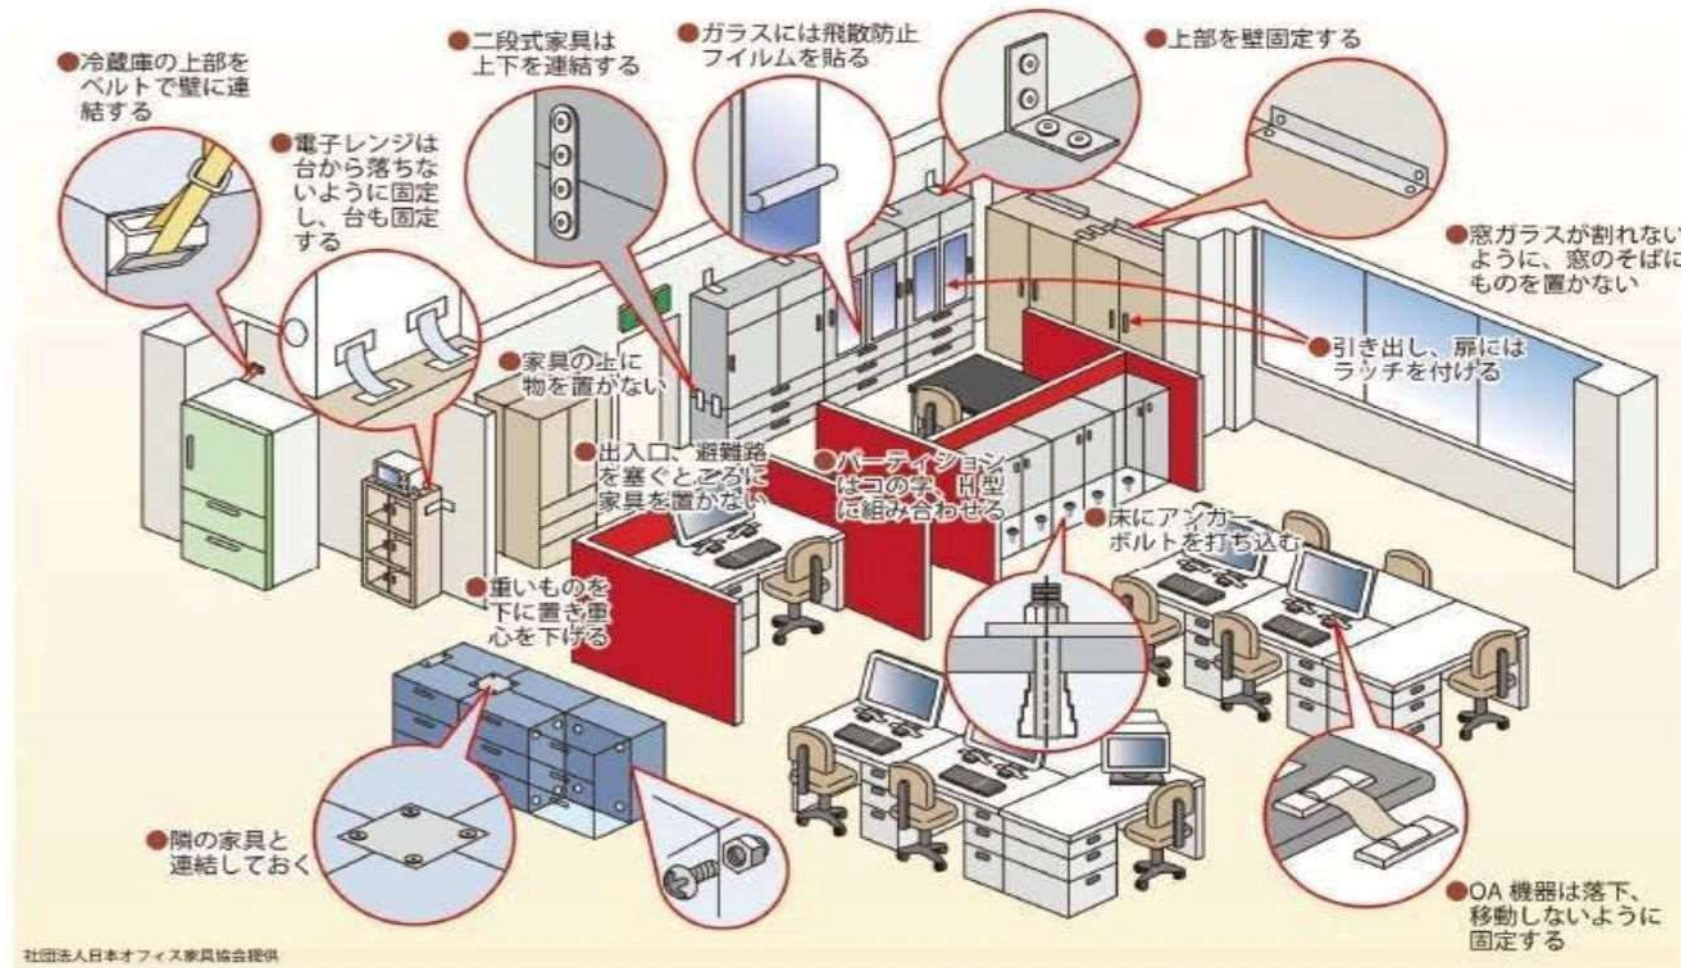 ●冷蔵庫の上部を
ベルトで壁に連
結する
●電子レンジは
台から落ちな
いように固定
し、台も固定
する
●二段式家具は
上下を連結する
●ガラスには飛散防止
フイルムを貼る
●上部を壁固定する
●窓ガラスが割れない
ように、窓のそばに
ものを置かない
●引き出し、扉には
ラッチを付ける
●家具の上に
物を置かない
●出入口、避難路
を塞ぐところに
家具を置かない
●パーティション
はコの字、H型
に組み合わせる
●床にアンカー
ボルトを打ち込む
●重いものを
下に置き重
心を下げる
●隣の家具と
連結しておく
●OA 機器は落下、
移動しないように
固定する
社団法人日本オフィス家具協会提供